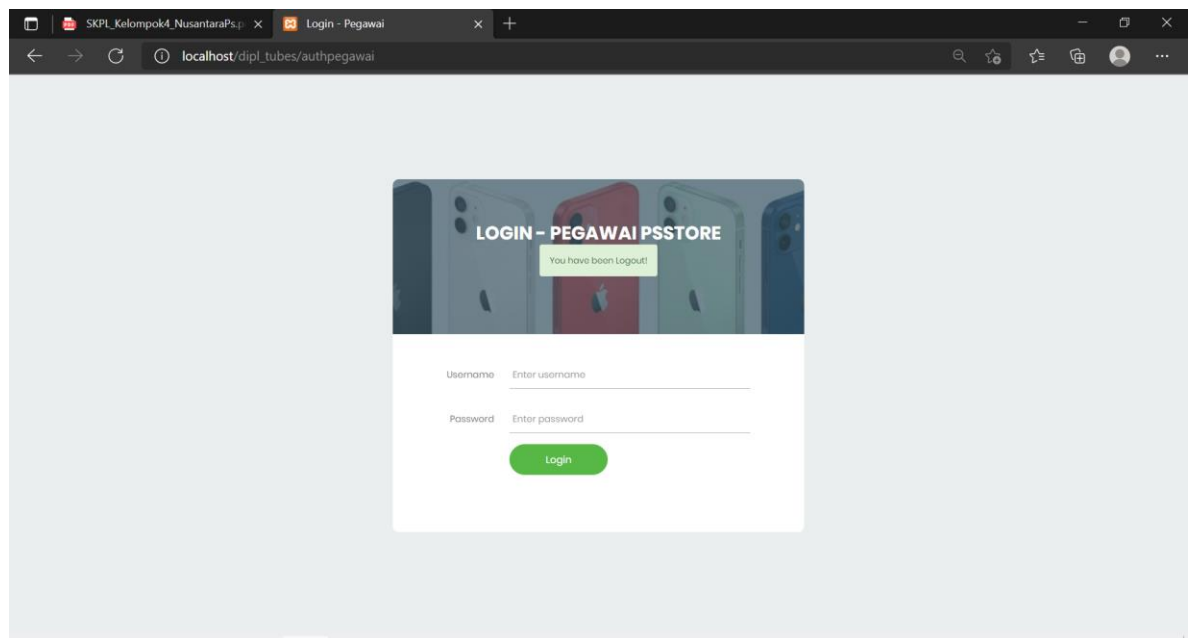 SKPL_Kelompok4_NusantaraPs.p
Login - Pegawai
localhost/dipl_tubes/authpegawai
LOGIN - PEGAWAI PSSTORE
You have been Logout!
Username Enter username
Password Enter password
Login